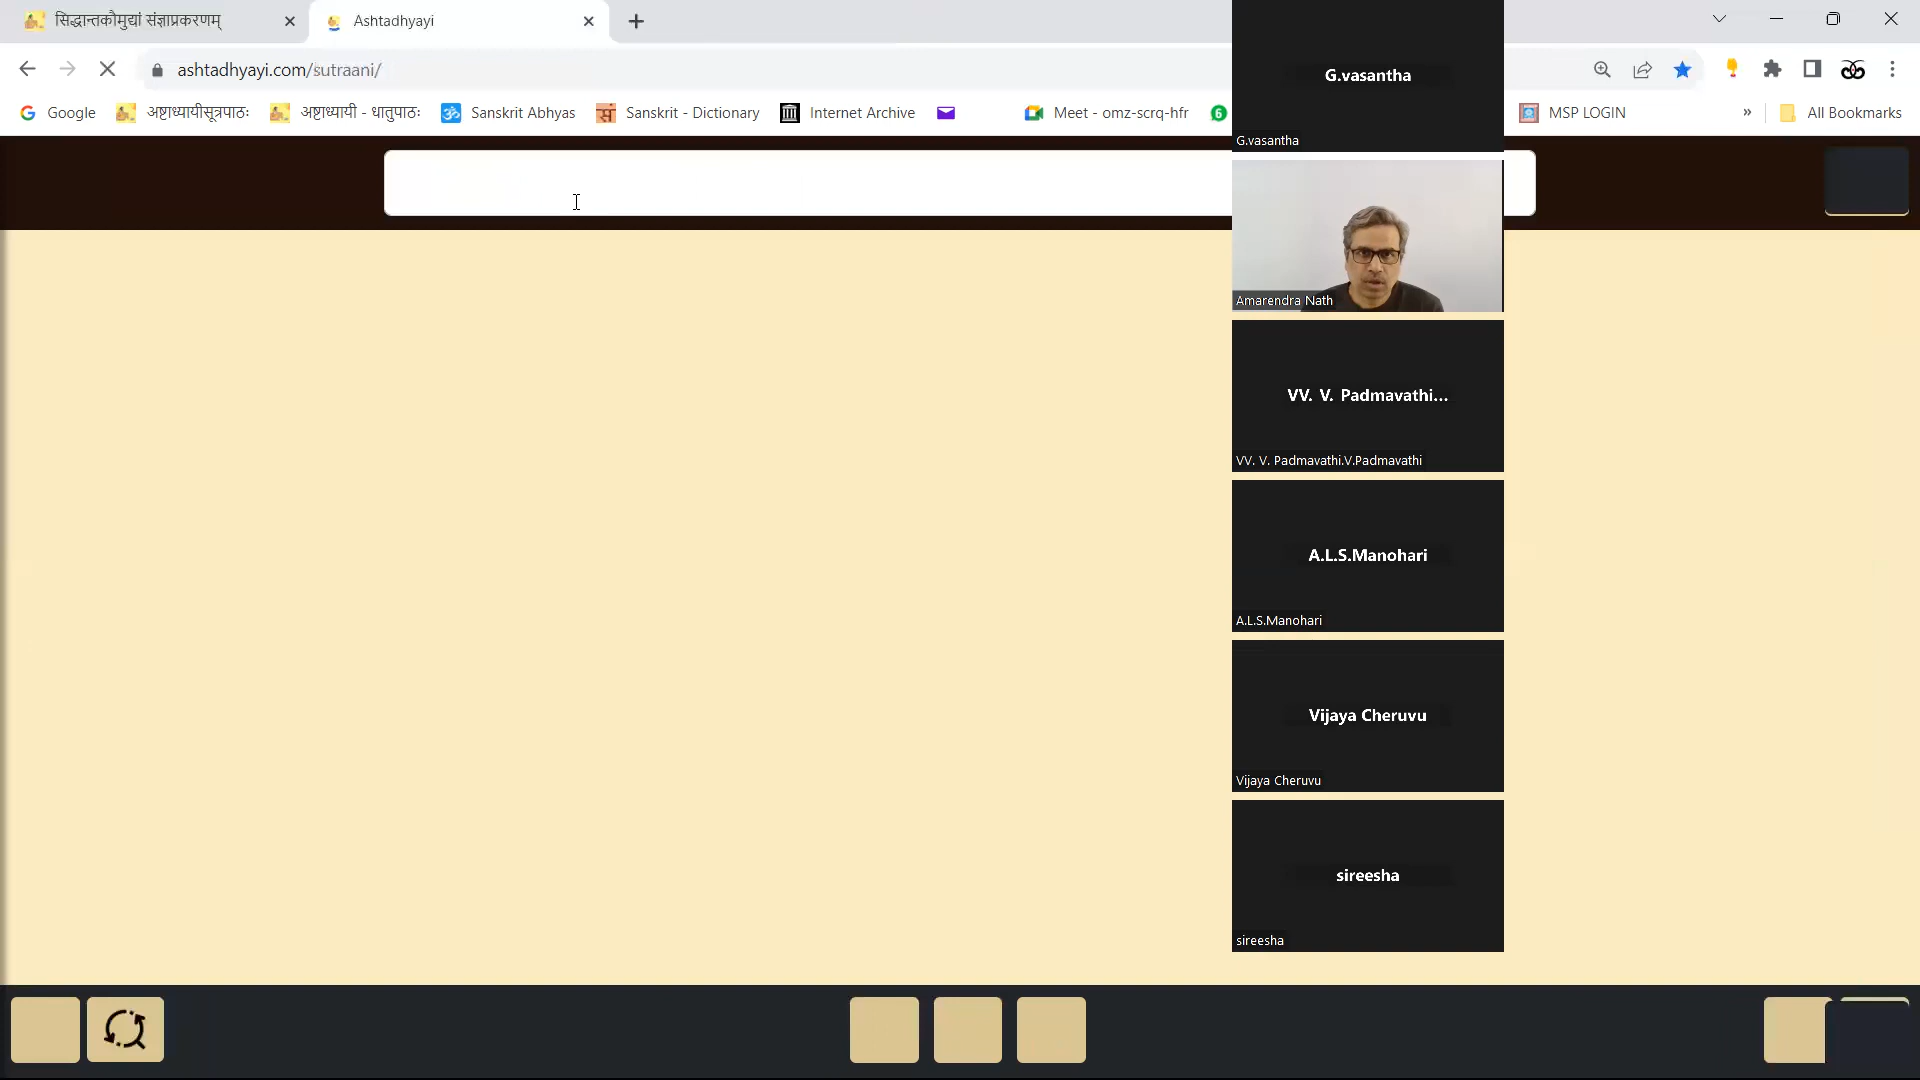 सिद्धान्तकौमुद्यां संज्ञाप्रकरणम्
Ashtadhyayi
ashtadhyayi.com/sutraani/
Google
अष्टाध्यायीसूत्रपाठः
अष्टाध्यायी - धातुपाठः
Sanskrit Abhyas
Sanskrit - Dictionary
Internet Archive
Meet - omz-scrq-hfr
MSP LOGIN
»
All Bookmarks
G.vasantha
G.vasantha
Amarendra Nath
VV. V. Padmavathi...
VV. V. Padmavathi.V.Padmavathi
A.L.S.Manohari
A.L.S.Manohari
Vijaya Cheruvu
Vijaya Cheruvu
sireesha
sireesha